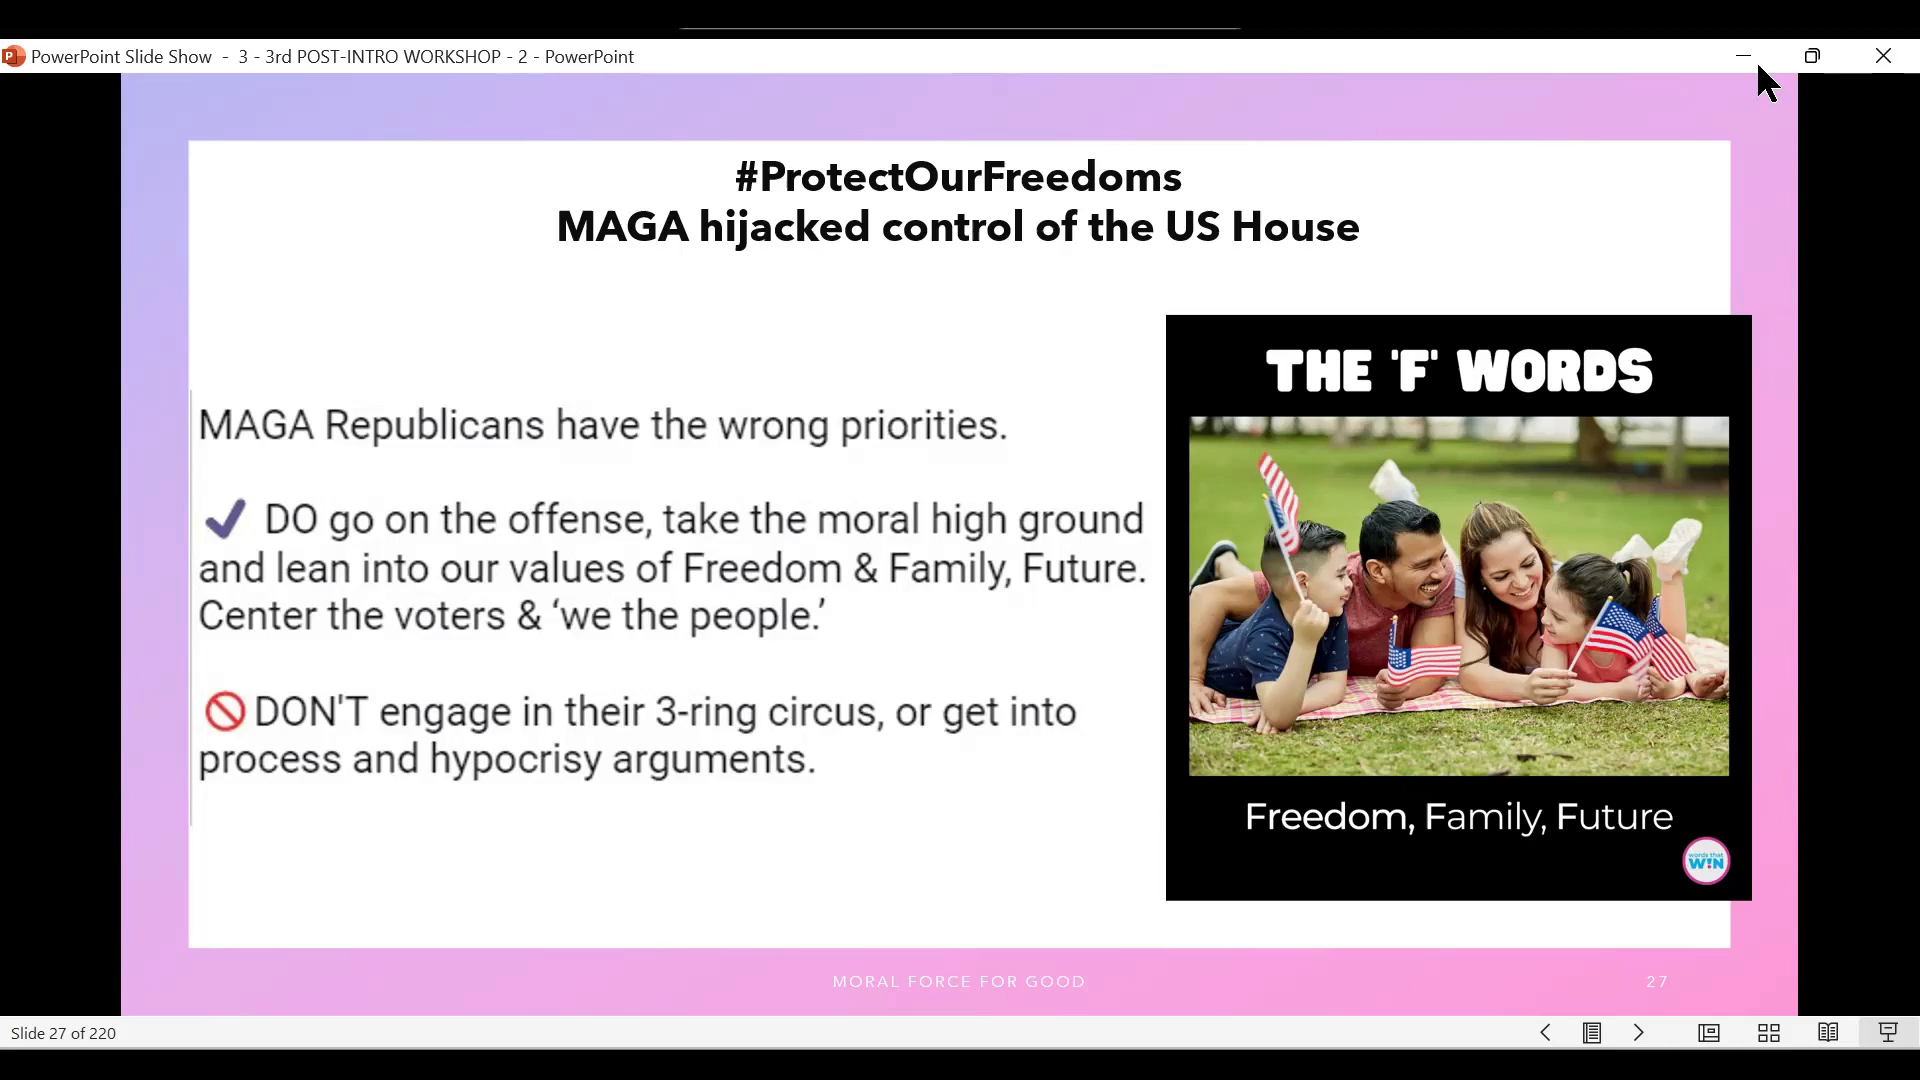 PowerPoint Slide Show - 3 - 3rd POST-INTRO WORKSHOP - 2 - PowerPoint
#ProtectOurFreedoms
MAGA hijacked control of the US House
MAGA Republicans have the wrong priorities.
✔ DO go on the offense, take the moral high ground
and lean into our values of Freedom & Family, Future.
Center the voters & ‘we the people.’
🚫DON'T engage in their 3-ring circus, or get into
process and hypocrisy arguments.
THE 'F' WORDS
Freedom, Family, Future
words that
W!N
MORAL FORCE FOR GOOD
27
Slide 27 of 220